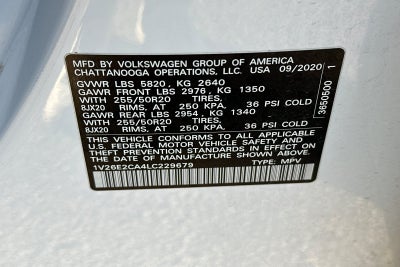 MFD. BY VOLKSWAGEN GROUP OF AMERICA
CHATTANOOGA OPERATIONS, LLC. USA 09/2020
GVWR LBS 5820 , KG 2640
GAWR FRONT LBS 2976 , KG 1350
WITH 255/50R20 TIRES,
8JX20 RIMS, AT 250 KPA, 36 PSI COLD
GAWR REAR LBS 2954 , KG 1340
WITH 255/50R20 TIRES,
8JX20 RIMS, AT 250 KPA, 36 PSI COLD
THIS VEHICLE CONFORMS TO ALL APPLICABLE
U.S. FEDERAL MOTOR VEHICLE SAFETY STANDARDS IN EFFECT
ON THE DATE OF MANUFACTURE SHOWN ABOVE.
1V26E2CA4LC229679 TYPE: MPV
3650500 1